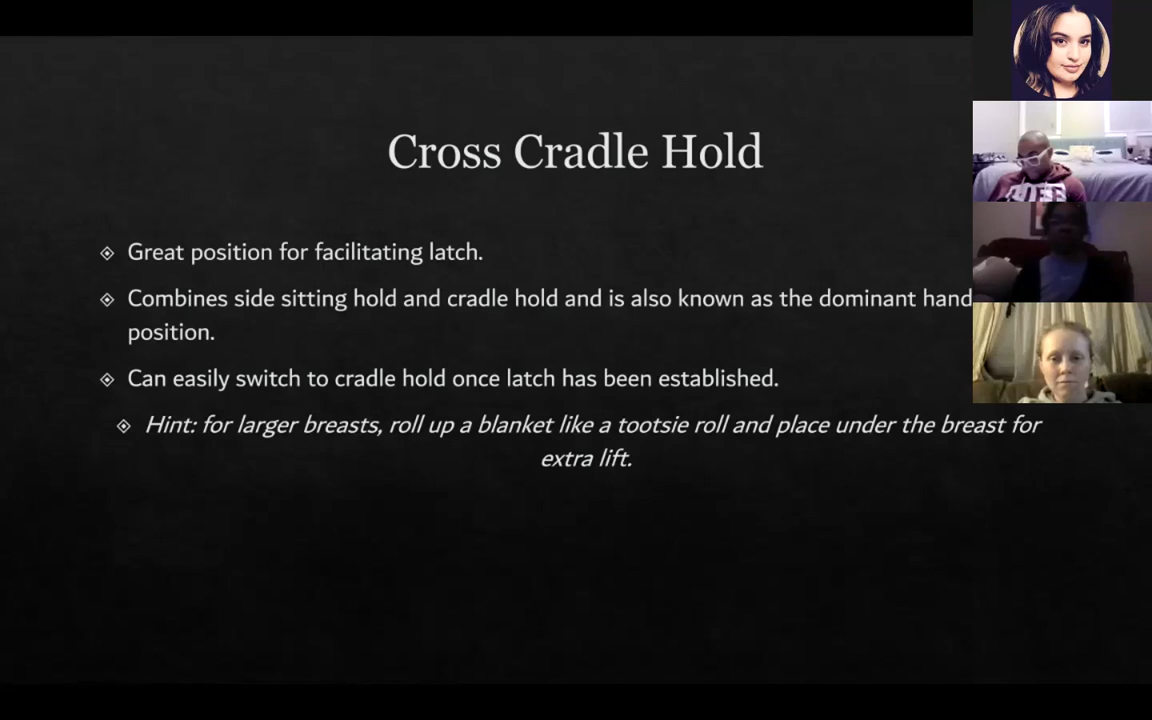 Cross Cradle Hold
Great position for facilitating latch.
Combines side sitting hold and cradle hold and is also known as the dominant hand
position.
Can easily switch to cradle hold once latch has been established.
Hint: for larger breasts, roll up a blanket like a tootsie roll and place under the breast for
extra lift.